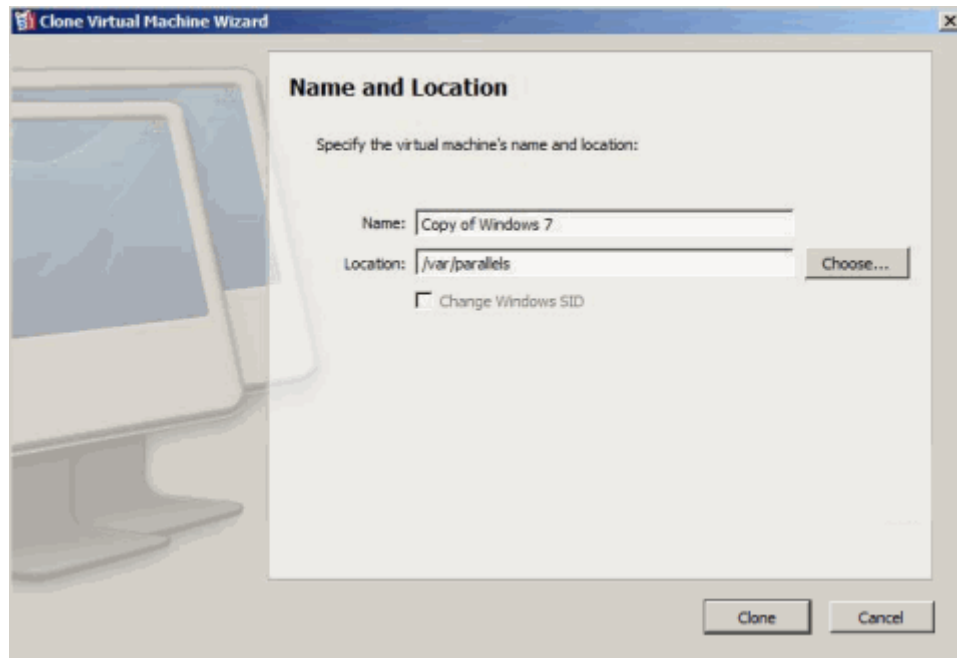 Clone Virtual Machine Wizard
Name and Location
Specify the virtual machine's name and location:
Name: Copy of Windows 7
Location: /var/parallels Choose...
Change Windows SID
Clone Cancel